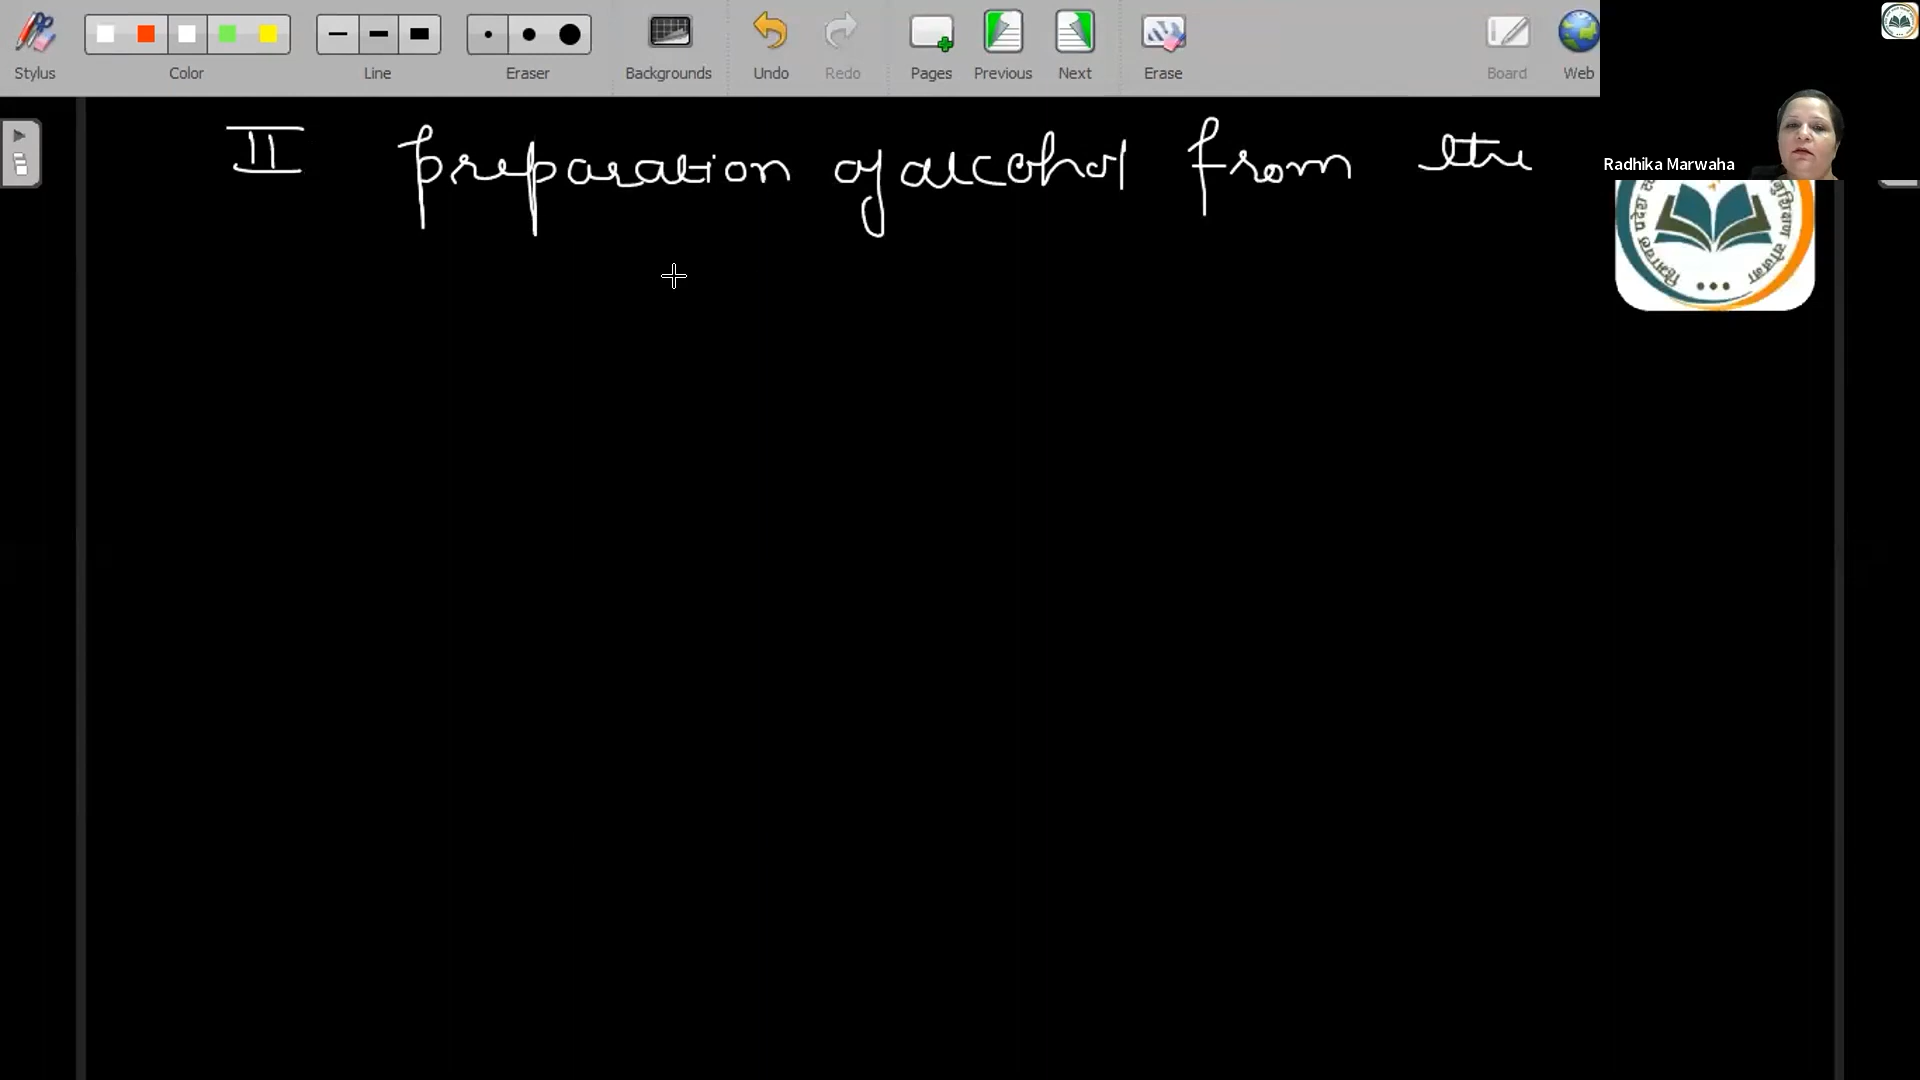 Stylus Color Line Eraser Backgrounds Undo Redo Pages Previous Next Erase Board Web
Radhika Marwaha
II preparation of alcohol from the